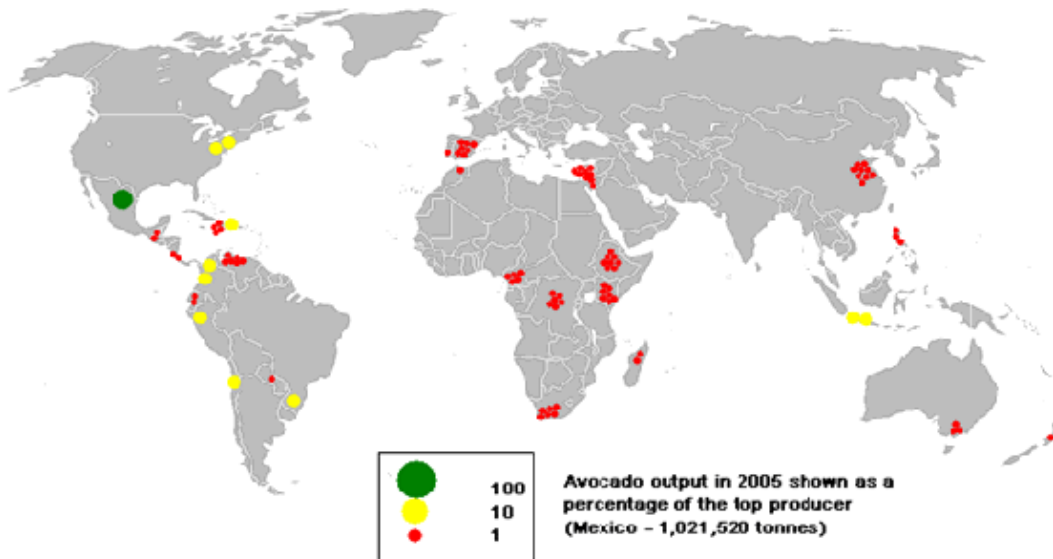 100
10
1
Avocado output in 2005 shown as a
percentage of the top producer
(Mexico - 1,021,520 tonnes)